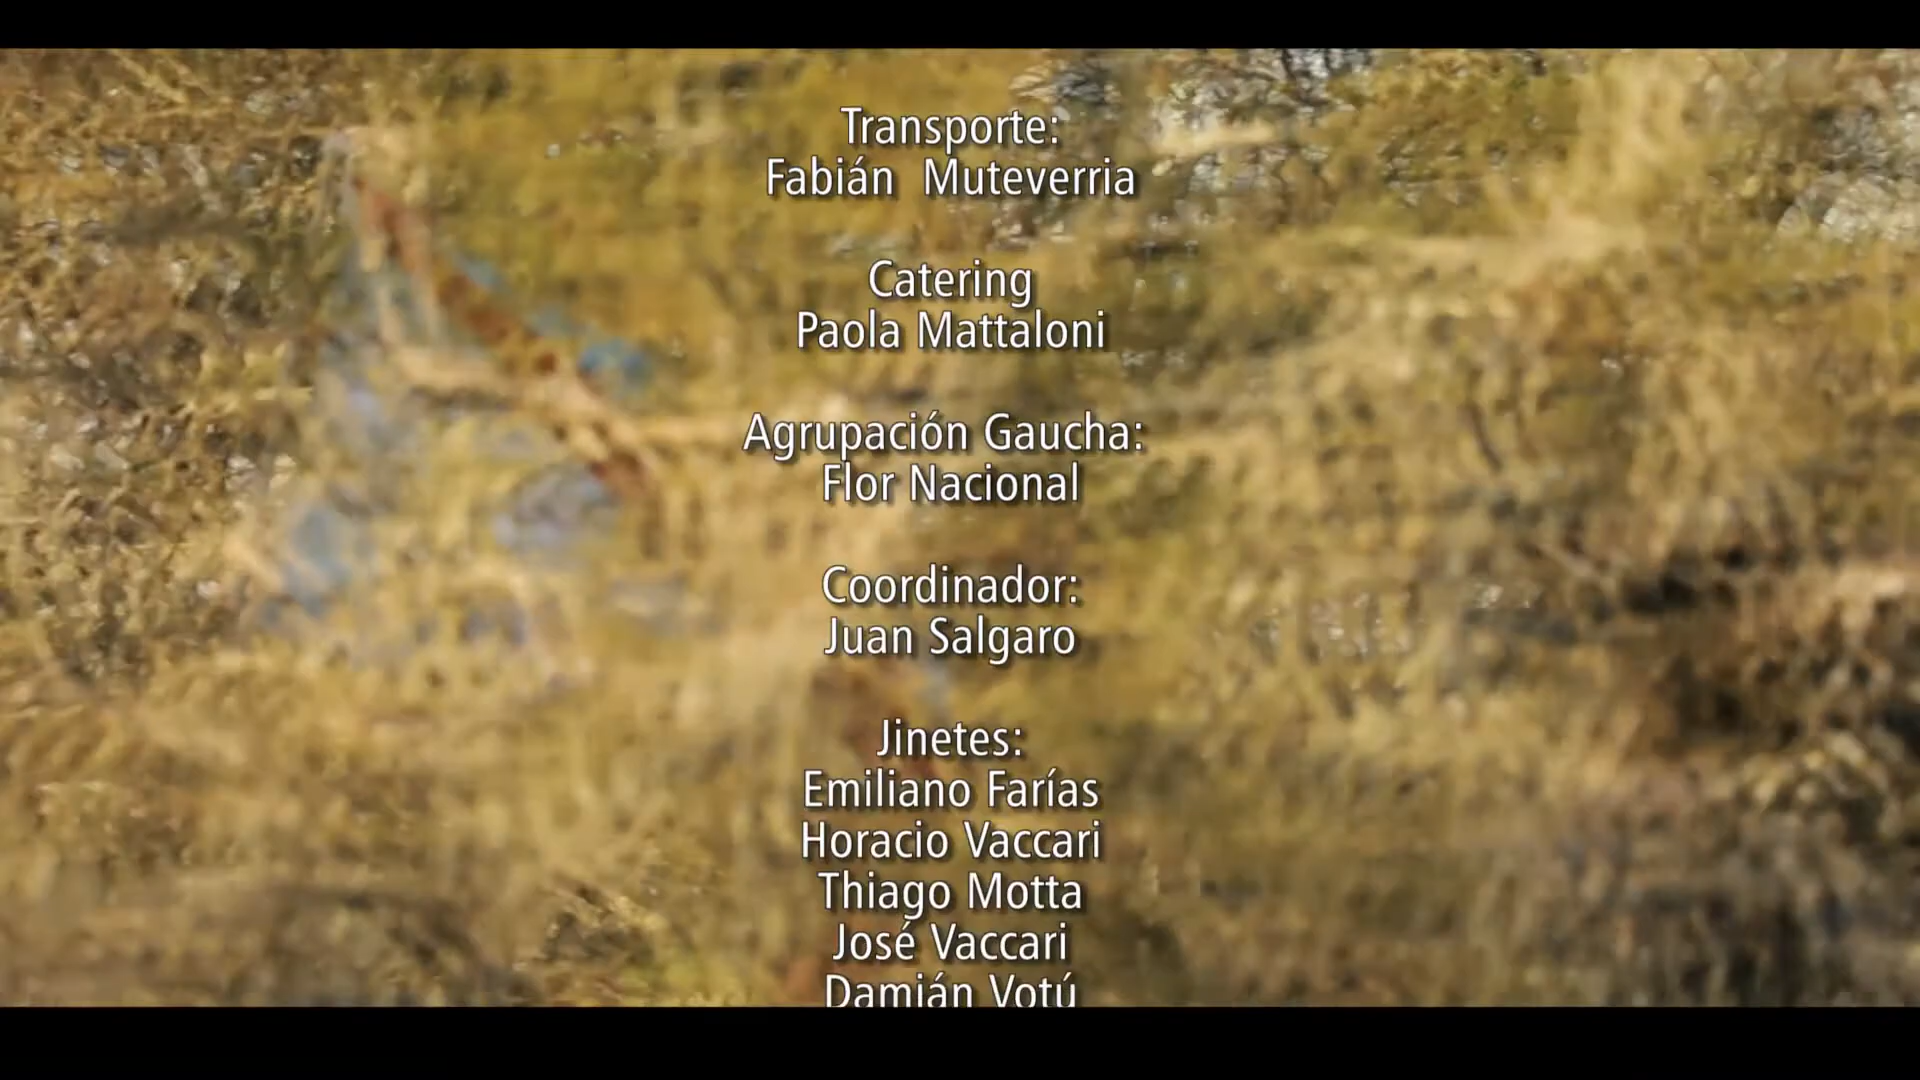 Transporte:
Fabián  Muteverria
Catering
Paola Mattaloni
Agrupación Gaucha:
Flor Nacional
Coordinador:
Juan Salgaro
Jinetes:
Emiliano Farías
Horacio Vaccari
Thiago Motta
José Vaccari
Damián Votú